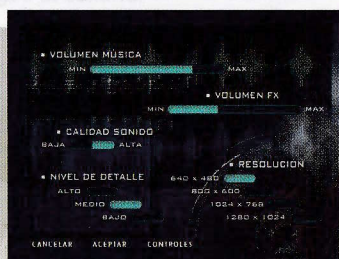 VOLUMEN MÚSICA
MIN MAX
VOLUMEN FX
MIN MAX
CALIDAD SONIDO
BAJA ALTA
RESOLUCION
640 x 480
800 x 600
1024 x 768
1280 x 1024
NIVEL DE DETALLE
ALTO
MEDIO
BAJO
CANCELAR ACEPTAR CONTROLES